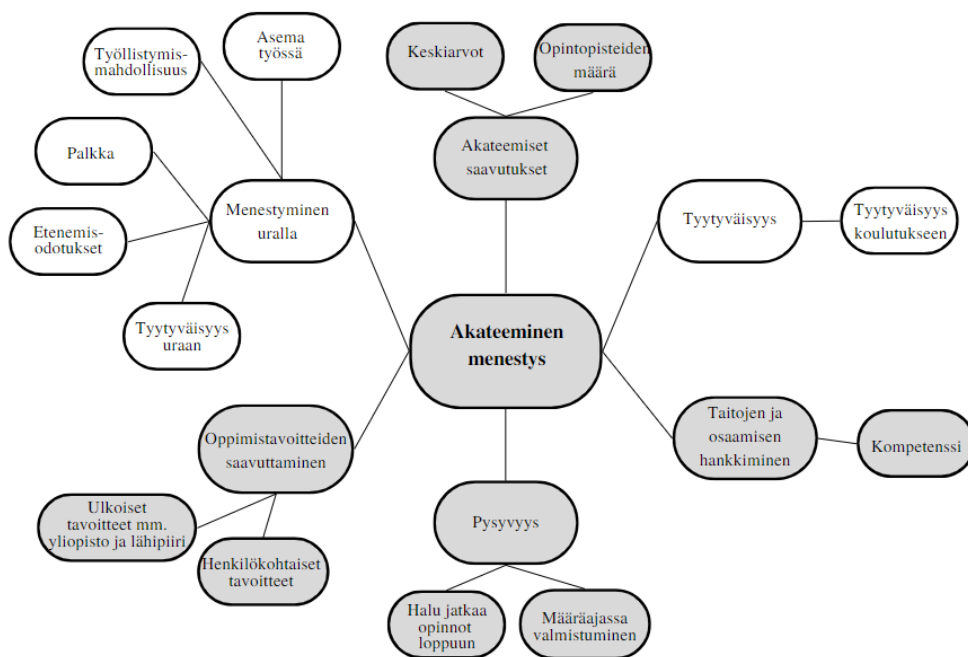 Asema
työssä
Työllistymis-
mahdollisuus
Palkka
Etenemis-
odotukset
Tyytyväisyys
uraan
Menestyminen
uralla
Keskiarvot
Opintopisteiden
määrä
Akateemiset
saavutukset
Tyytyväisyys
Tyytyväisyys
koulutukseen
Akateeminen
menestys
Taitojen ja
osaamisen
hankkiminen
Kompetenssi
Oppimistavoitteiden
saavuttaminen
Ulkoiset
tavoitteet mm.
yliopisto ja lähipiiri
Henkilökohtaiset
tavoitteet
Pysyvyys
Halu jatkaa
opinnot
loppuun
Määräajassa
valmistuminen